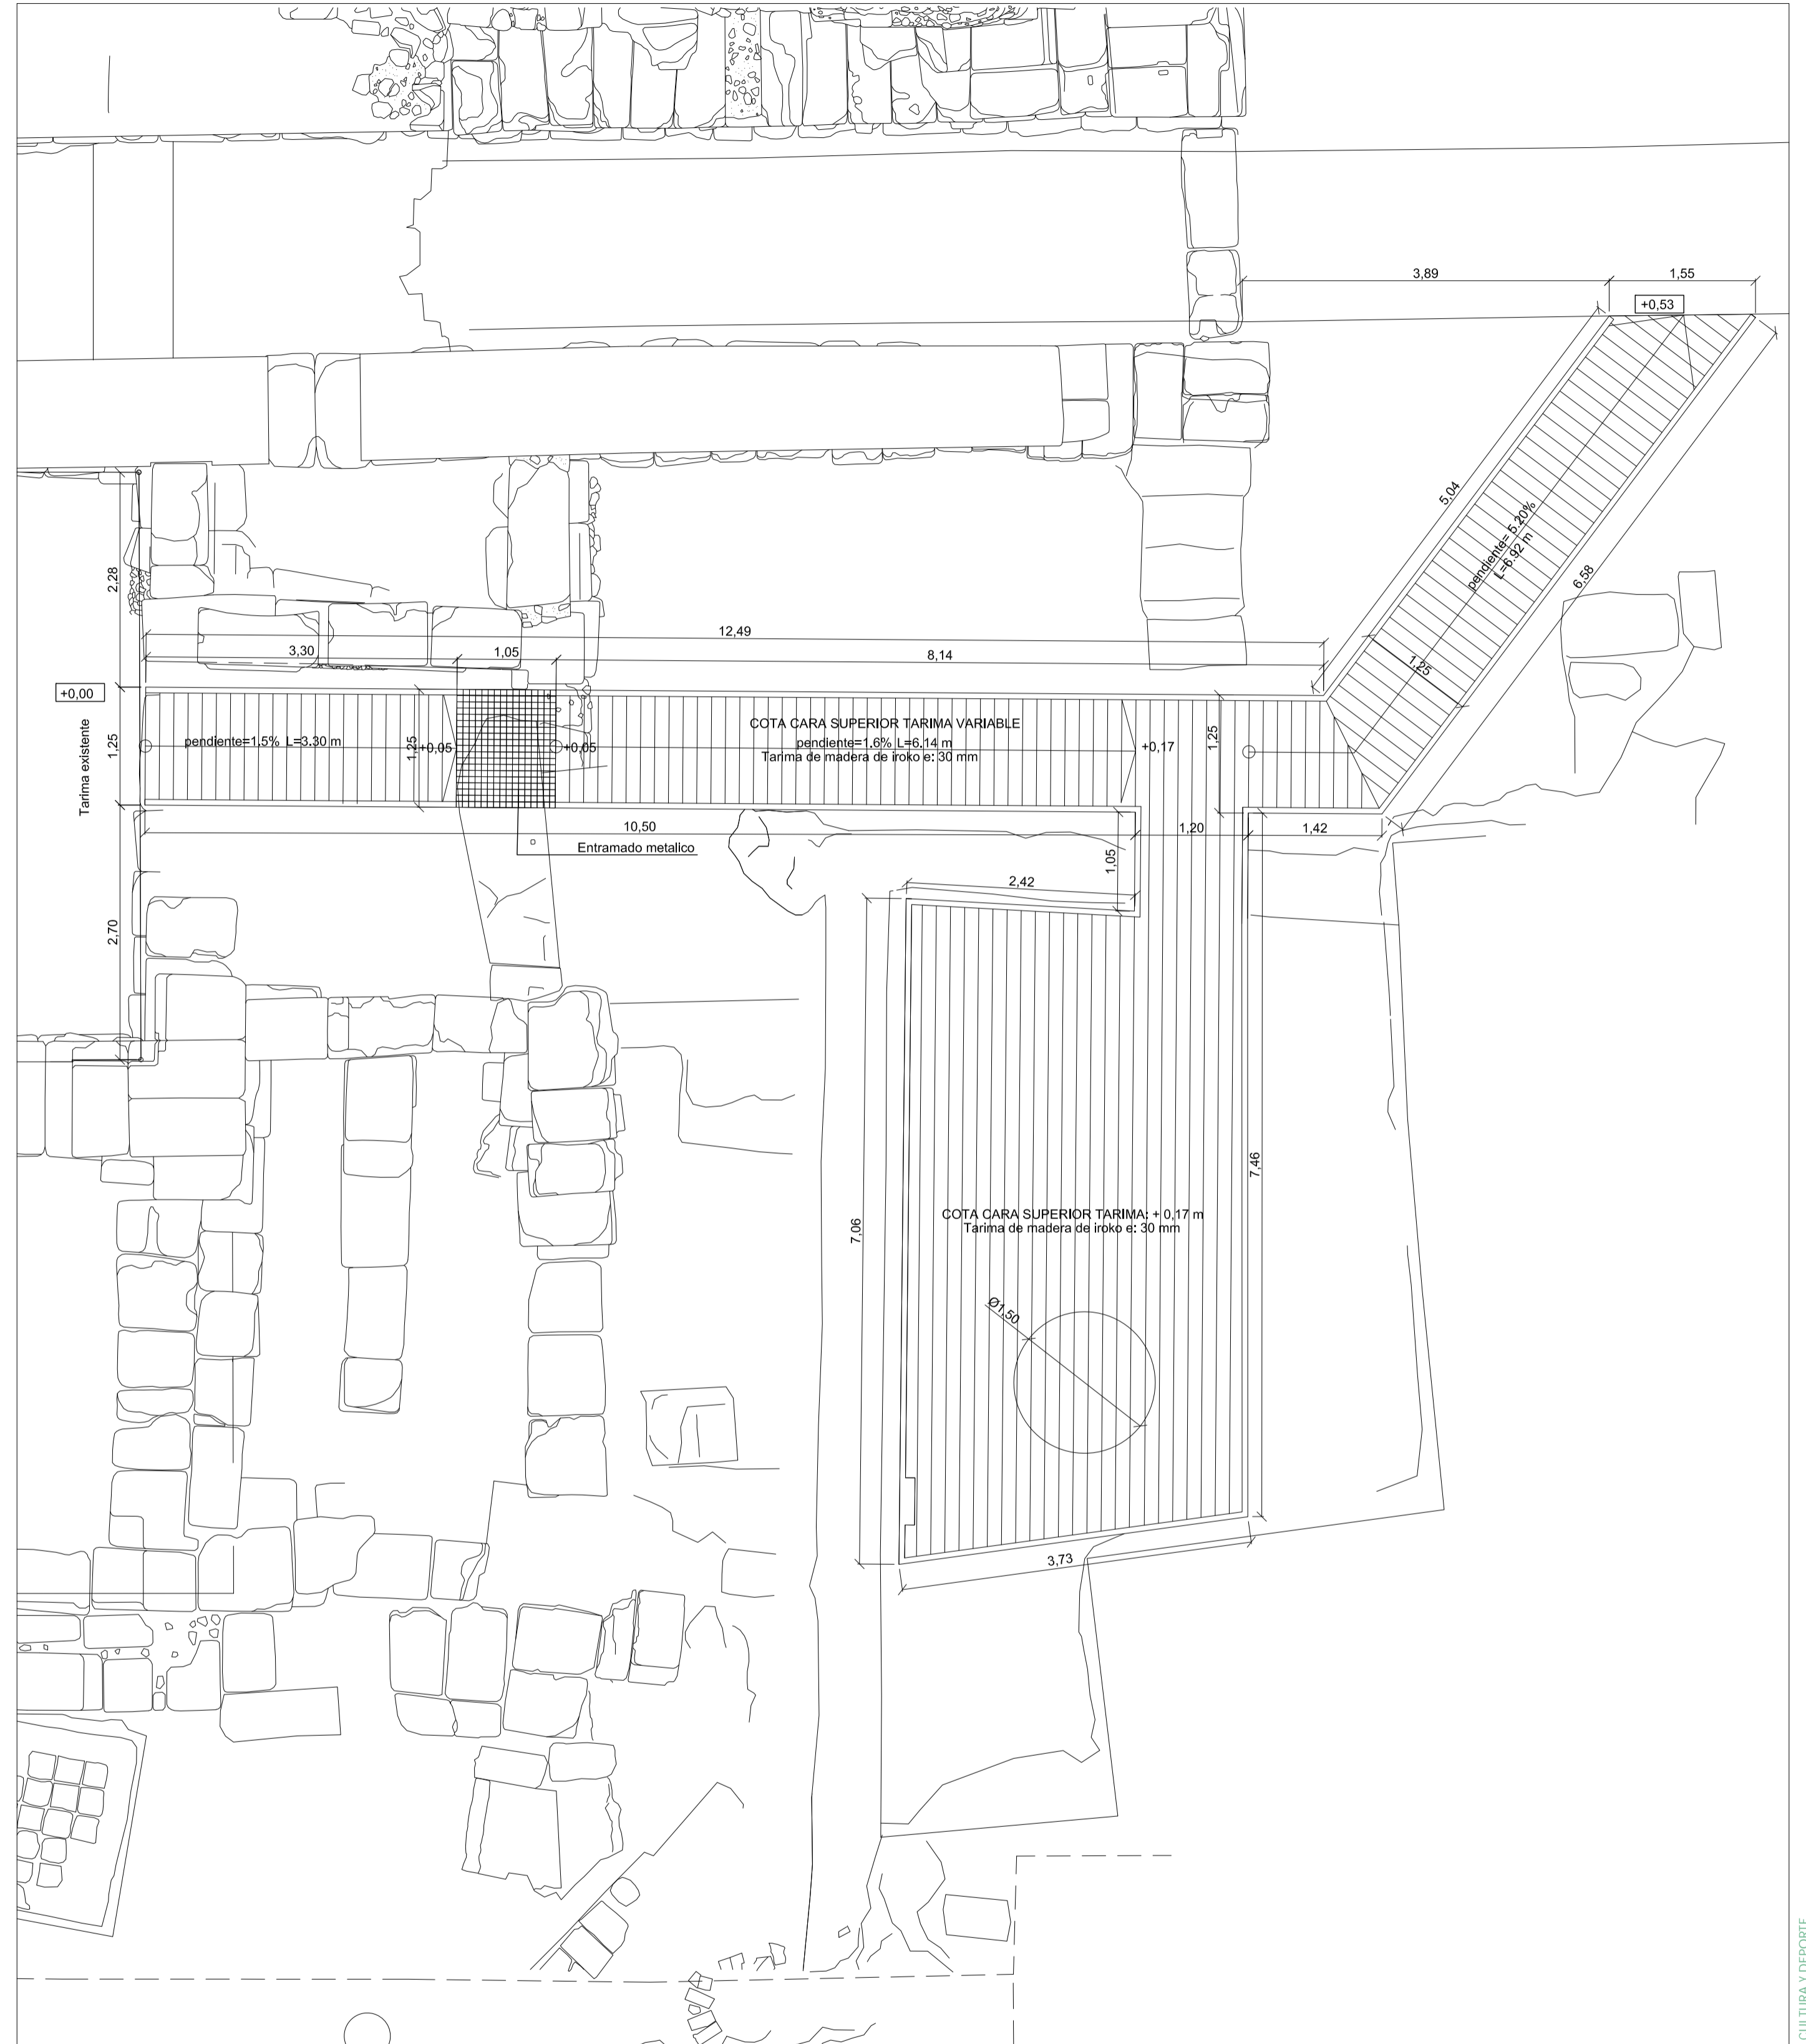 3,89
1,55
+0,53
5,04
pendiente= 5.20%
L=6.92 m
6,58
1,25
2,28
12,49
3,30
1,05
8,14
+0,00
Tarima existente
1,25
pendiente=1.5% L=3.30 m
1,25
+0,05
+0,05
COTA CARA SUPERIOR TARIMA VARIABLE
pendiente=1.6% L=6.14 m
Tarima de madera de iroko e: 30 mm
+0,17
1,25
10,50
1,20
1,42
Entramado metalico
1,05
2,42
2,70
7,46
7,06
COTA CARA SUPERIOR TARIMA: + 0,17 m
Tarima de madera de iroko e: 30 mm
Ø1,50
3,73
CULTURA Y DEPORTE